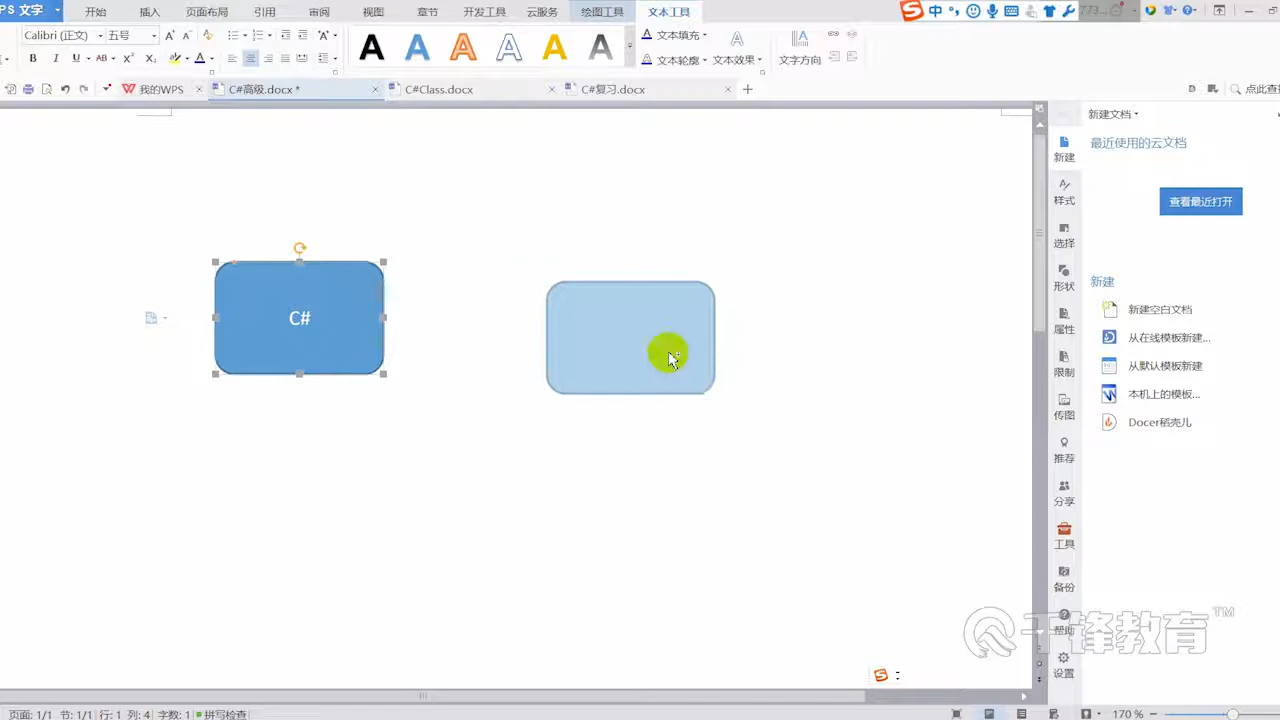 PS 文字
开始
插入
页面布局
引用
审阅
视图
章节
开发工具
云服务
绘图工具
文本工具
中
Calibri (正文)
五号
B I U AB X² X₂
A A A A A A
文本填充
文本轮廓
文本效果
文字方向
我的WPS
C#高级.docx *
C#Class.docx
C#复习.docx
点此查找
新建文档
最近使用的云文档
查看最近打开
新建
新建空白文档
从在线模板新建...
从默认模板新建
本机上的模板...
Docer稻壳儿
新建
样式
选择
形状
属性
限制
传图
推荐
分享
工具
备份
帮助
设置
C#
千锋教育™
页面: 1/1 节: 1/1 行: 1 列: 4 字数: 1 拼写检查
170 %